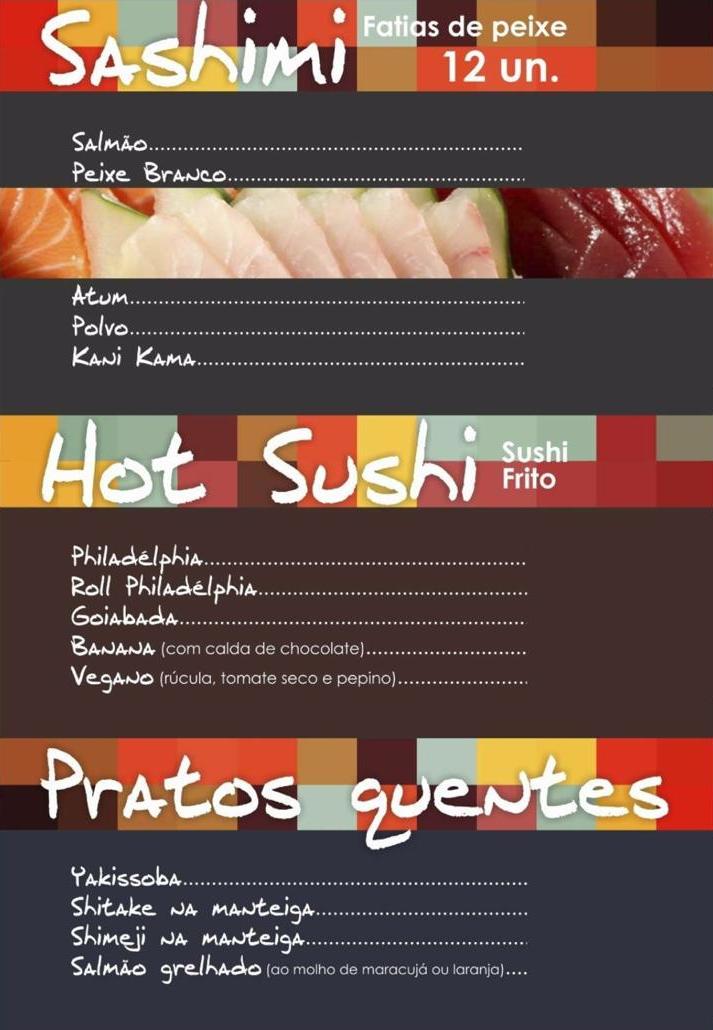 Sashimi Fatias de peixe
12 un.
Salmão
Peixe Branco
Atum
Polvo
Kani Kama
Hot Sushi Sushi
Frito
Philadélphia
Roll Philadélphia
Goiabada
Banana (com calda de chocolate)
Vegano (rúcula, tomate seco e pepino)
Pratos quentes
Yakissoba
Shitake na manteiga
Shimeji na manteiga
Salmão grelhado (ao molho de maracujá ou laranja)